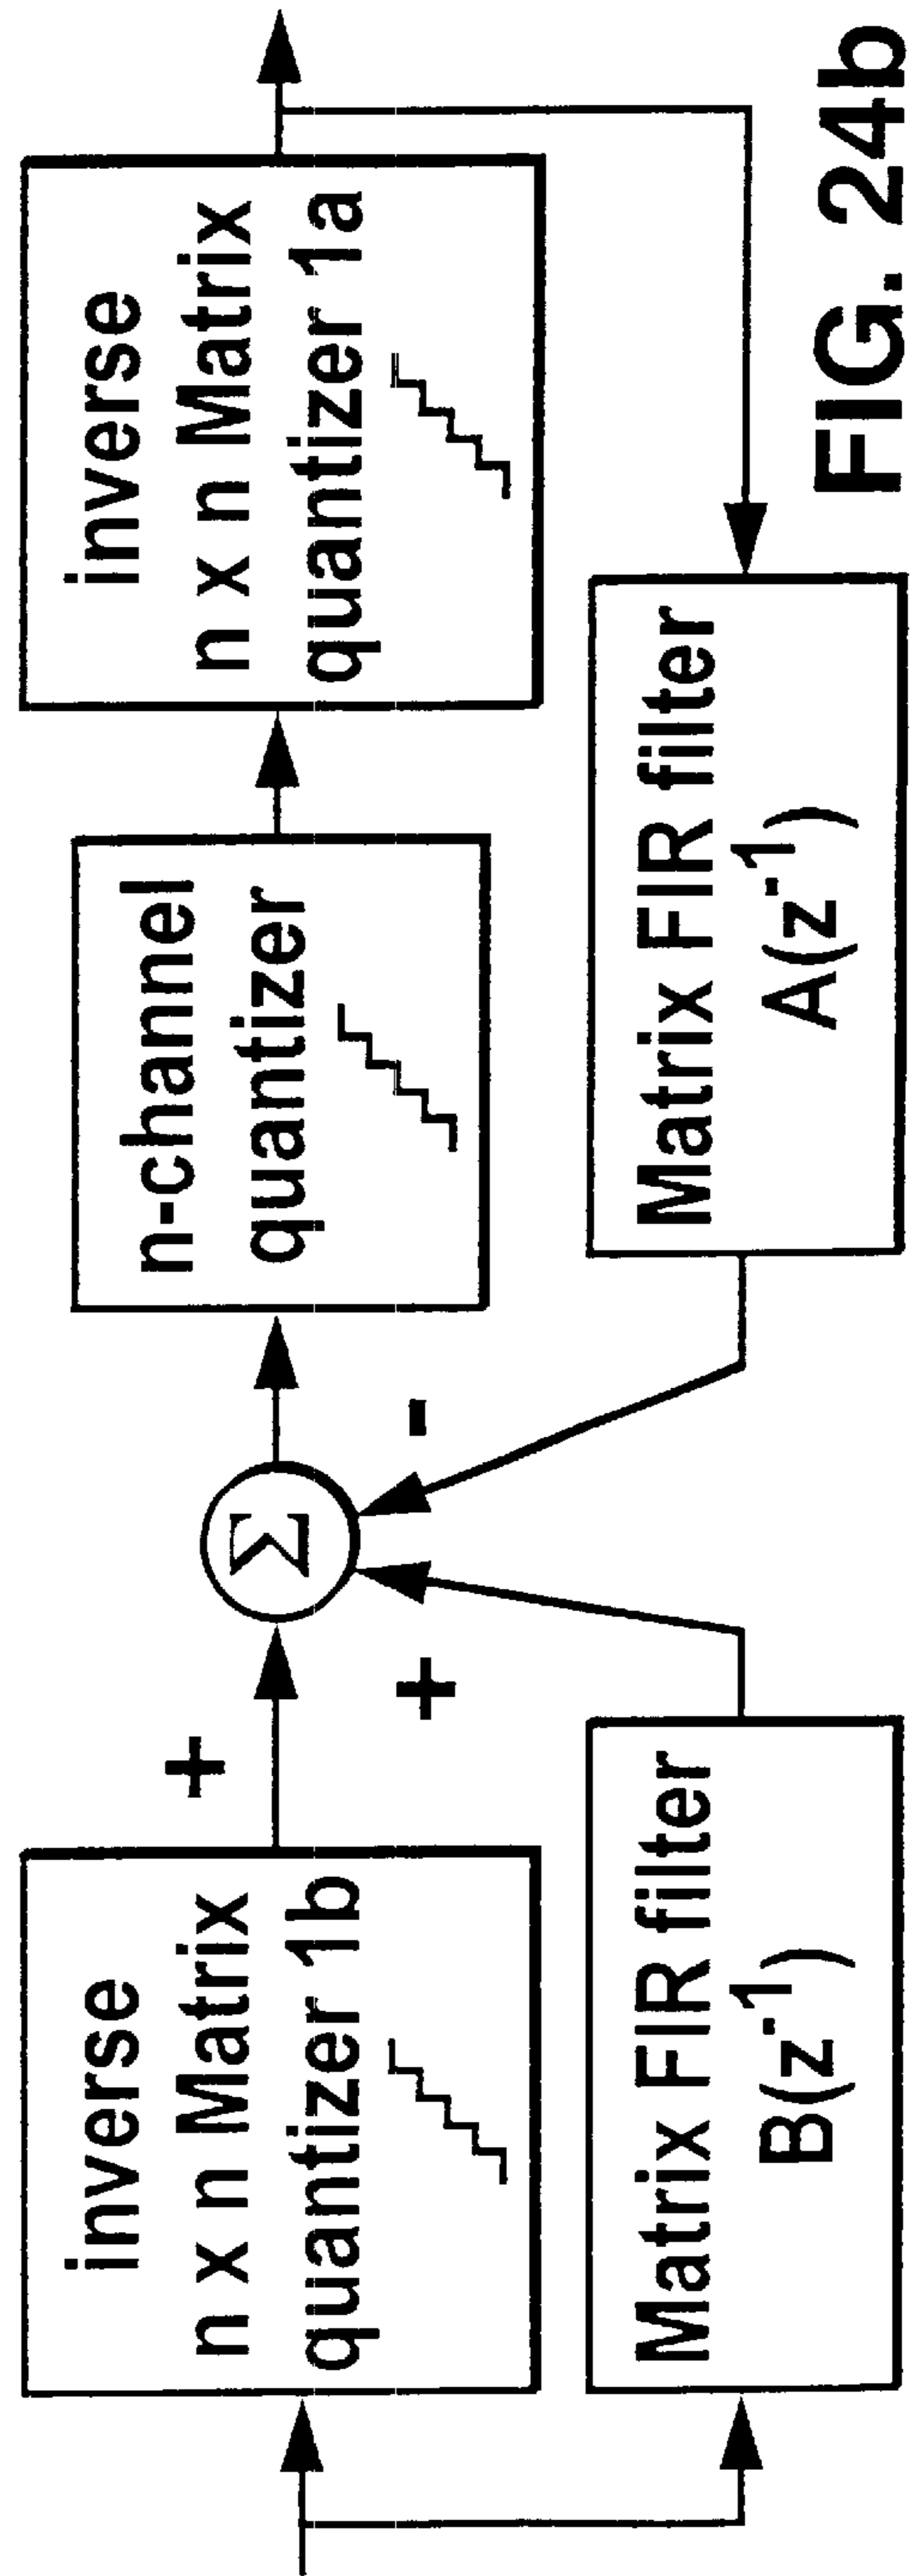 inverse
n x n Matrix
quantizer 1b
+
+
Σ
-
n-channel
quantizer
inverse
n x n Matrix
quantizer 1a
Matrix FIR filter
B(z⁻¹)
Matrix FIR filter
A(z⁻¹)
FIG. 24b